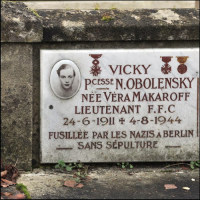 VICKY
Pcesse N. OBOLENSKY
NÉE VÉRA MAKAROFF
LIEUTENANT F.F.C
24-6-1911 ✝ 4-8-1944
FUSILLÉE PAR LES NAZIS A BERLIN
SANS SÉPULTURE